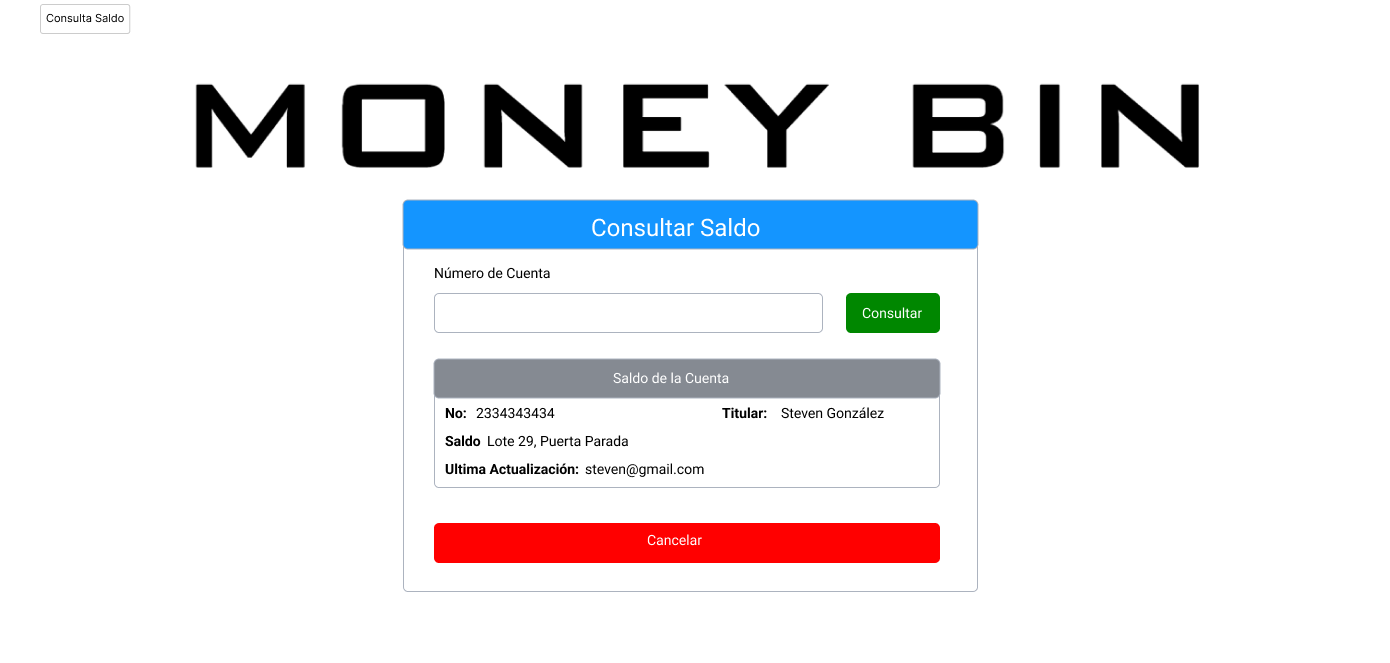 Consulta Saldo
MONEY BIN
Consultar Saldo
Número de Cuenta
Consultar
Saldo de la Cuenta
No: 2334343434 Titular: Steven González
Saldo Lote 29, Puerta Parada
Ultima Actualización: steven@gmail.com
Cancelar